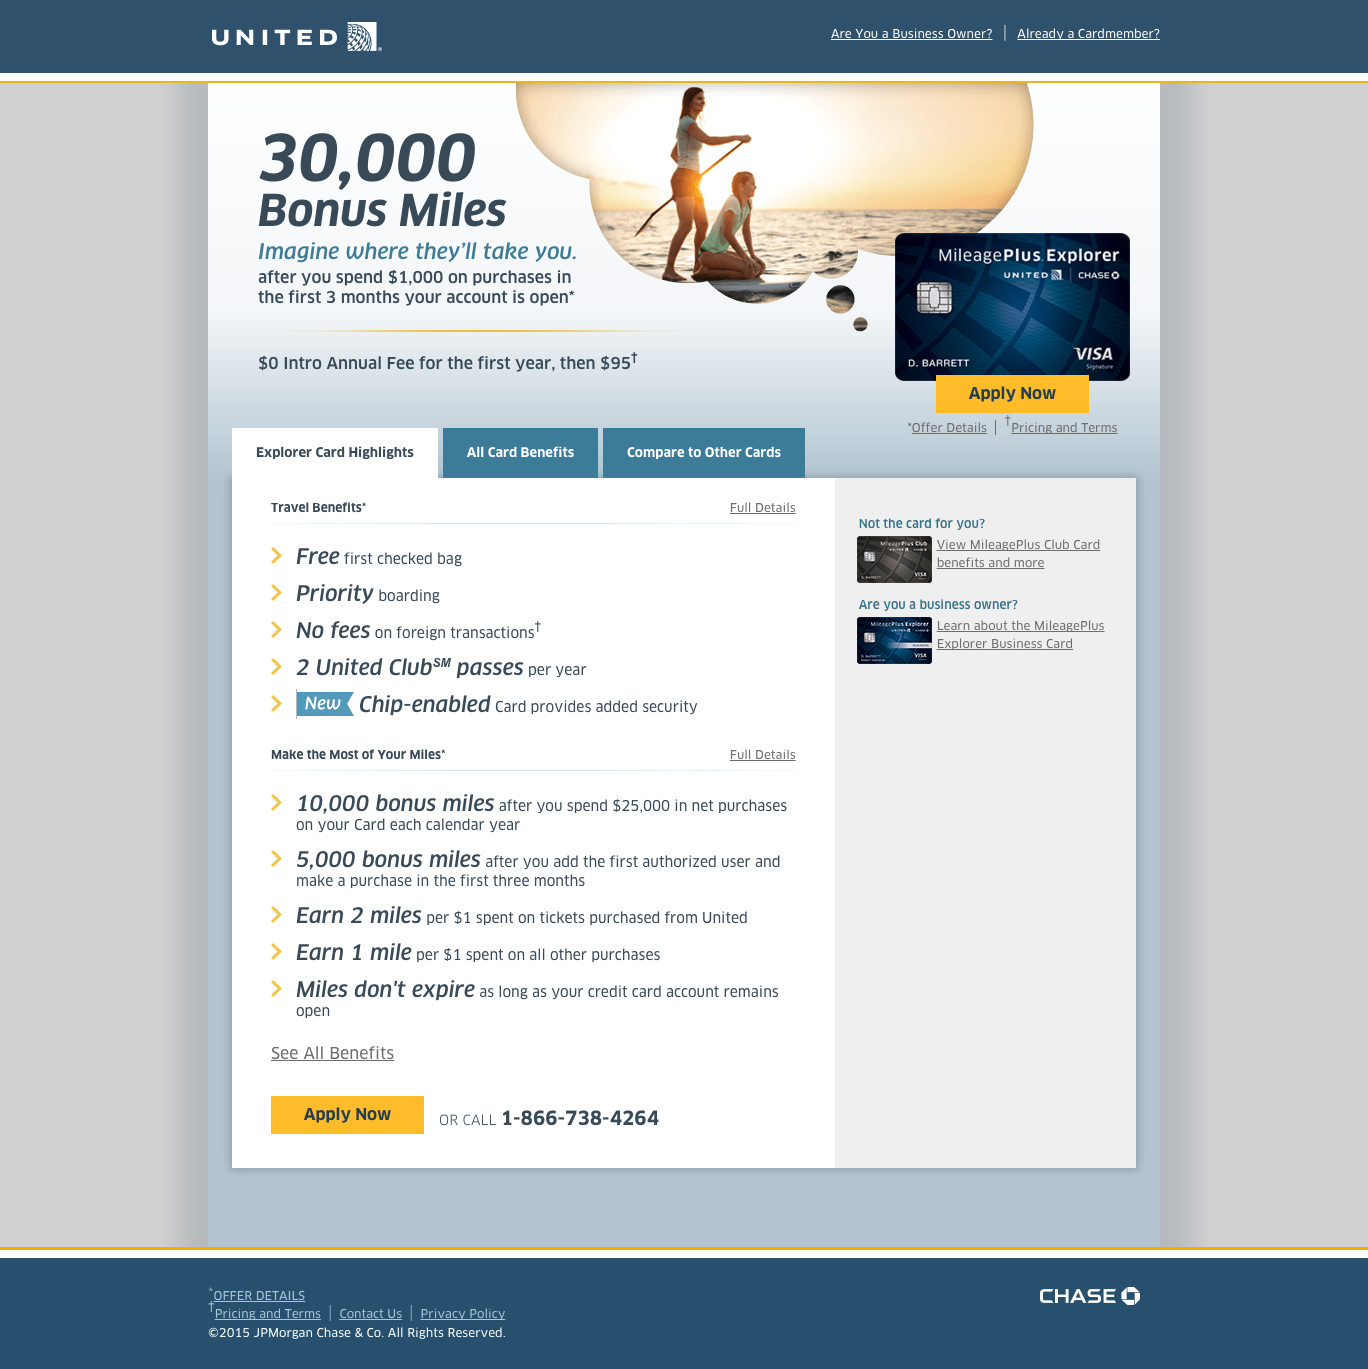 UNITED
Are You a Business Owner? | Already a Cardmember?
30,000
Bonus Miles
Imagine where they'll take you.
after you spend $1,000 on purchases in
the first 3 months your account is open*
$0 Intro Annual Fee for the first year, then $95†
MileagePlus Explorer
UNITED | CHASE
D. BARRETT
VISA
Signature
Apply Now
*Offer Details | †Pricing and Terms
Explorer Card Highlights
All Card Benefits
Compare to Other Cards
Travel Benefits*
Full Details
Free first checked bag
Priority boarding
No fees on foreign transactions†
2 United Club℠ passes per year
New Chip-enabled Card provides added security
Make the Most of Your Miles*
Full Details
10,000 bonus miles after you spend $25,000 in net purchases
on your Card each calendar year
5,000 bonus miles after you add the first authorized user and
make a purchase in the first three months
Earn 2 miles per $1 spent on tickets purchased from United
Earn 1 mile per $1 spent on all other purchases
Miles don't expire as long as your credit card account remains
open
See All Benefits
Apply Now
OR CALL 1-866-738-4264
Not the card for you?
MileagePlus Club
VISA
D. BARRETT
View MileagePlus Club Card
benefits and more
Are you a business owner?
MileagePlus Explorer
BUSINESS
VISA
D. BARRETT
Learn about the MileagePlus
Explorer Business Card
*OFFER DETAILS
†Pricing and Terms | Contact Us | Privacy Policy
©2015 JPMorgan Chase & Co. All Rights Reserved.
CHASE